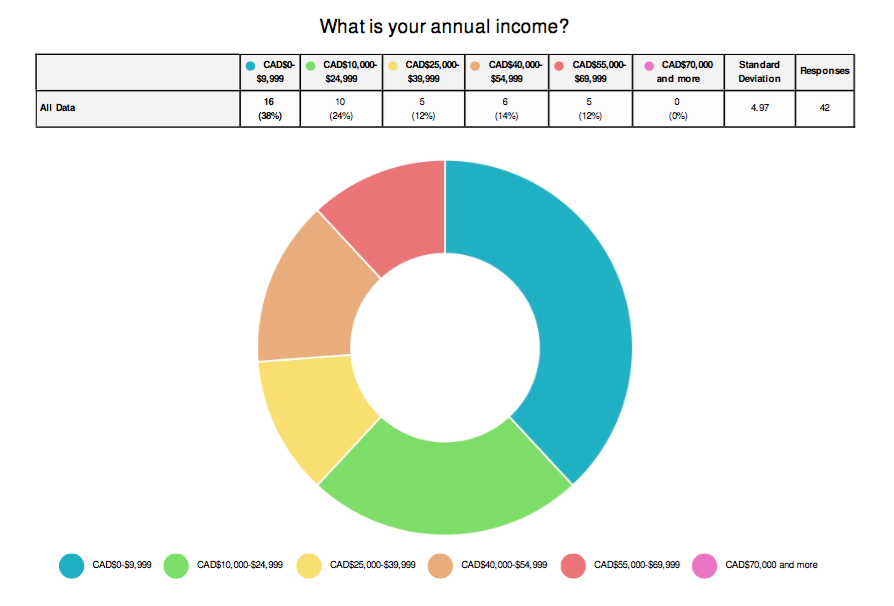 What is your annual income?
CAD$0- CAD$10,000- CAD$25,000- CAD$40,000- CAD$55,000- CAD$70,000 Standard Responses
$9,999 $24,999 $39,999 $54,999 $69,999 and more Deviation
All Data 16 10 5 6 5 0 4.97 42
(38%) (24%) (12%) (14%) (12%) (0%)
CAD$0-$9,999 CAD$10,000-$24,999 CAD$25,000-$39,999 CAD$40,000-$54,999 CAD$55,000-$69,999 CAD$70,000 and more